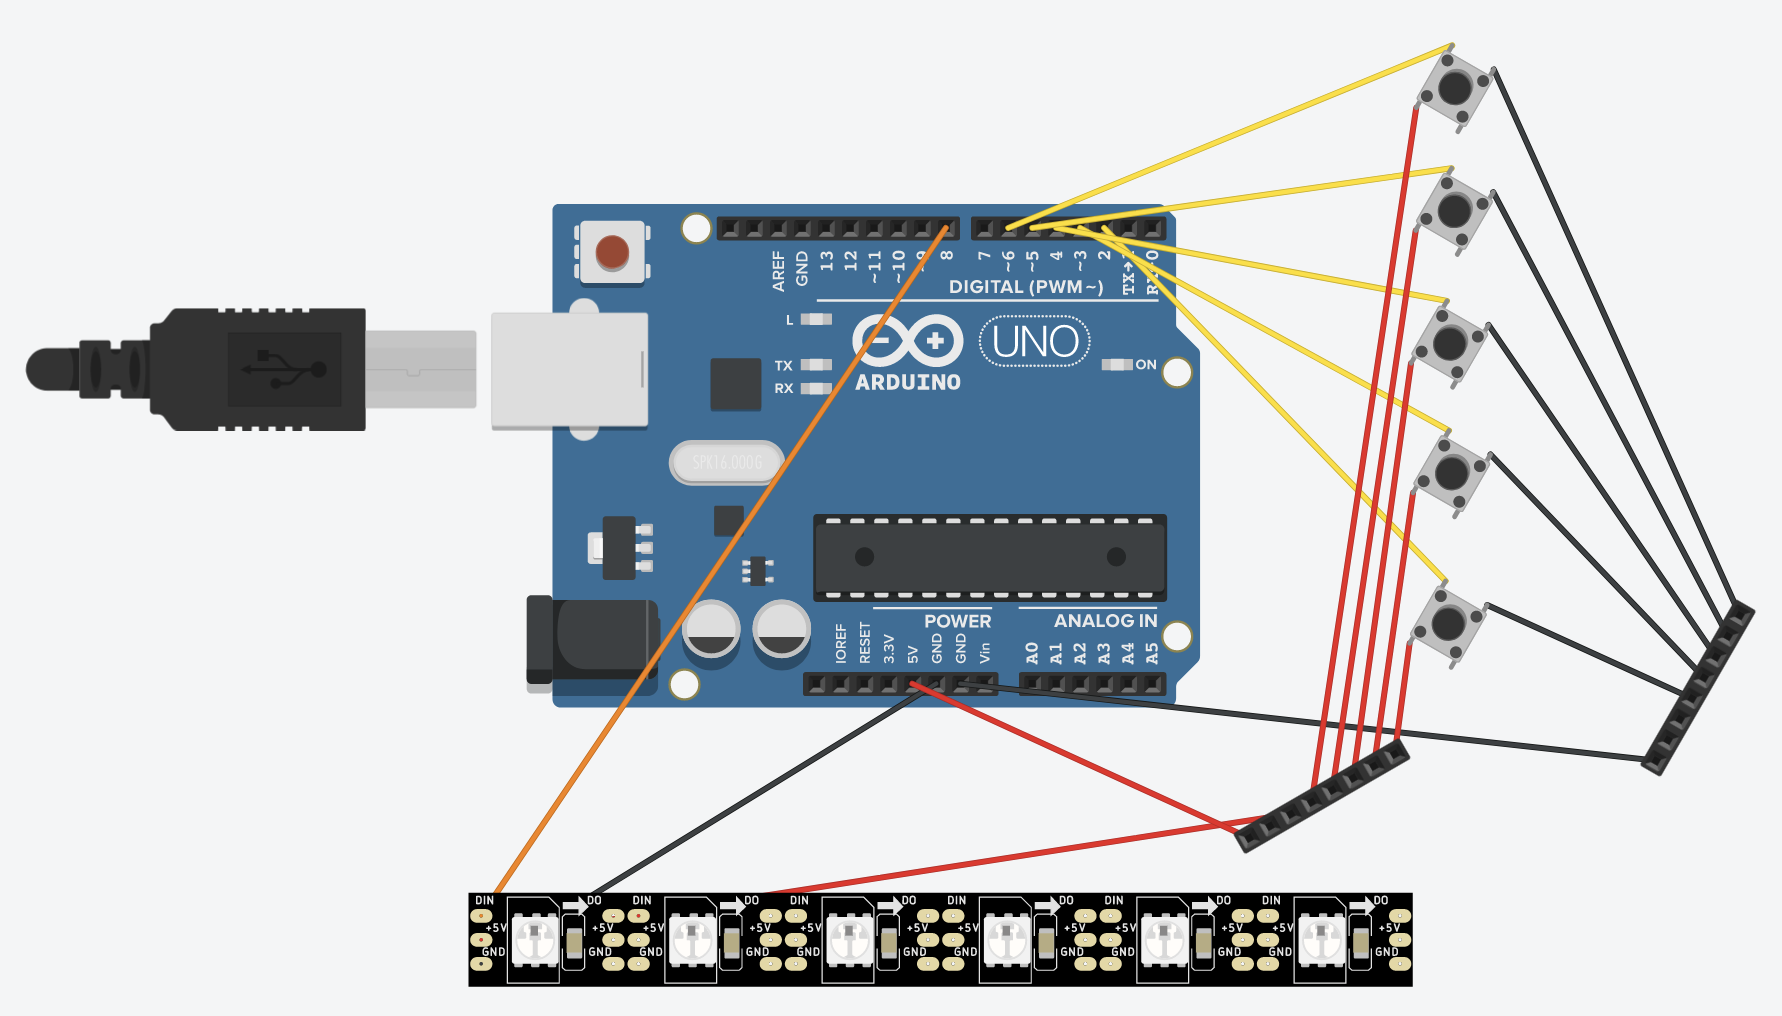 AREF
GND
13
12
~11
~10
~9
8
7
~6
~5
4
~3
2
TX→1
RX←0
DIGITAL (PWM~)
L
TX
RX
ARDUINO
UNO
ON
SPK16.000G
POWER
ANALOG IN
IOREF
RESET
3.3V
5V
GND
GND
Vin
A0
A1
A2
A3
A4
A5
DIN DO DIN DO DIN DO DIN DO DIN DO DIN DO
+5V +5V +5V +5V +5V +5V +5V +5V +5V +5V +5V +5V
GND GND GND GND GND GND GND GND GND GND GND GND